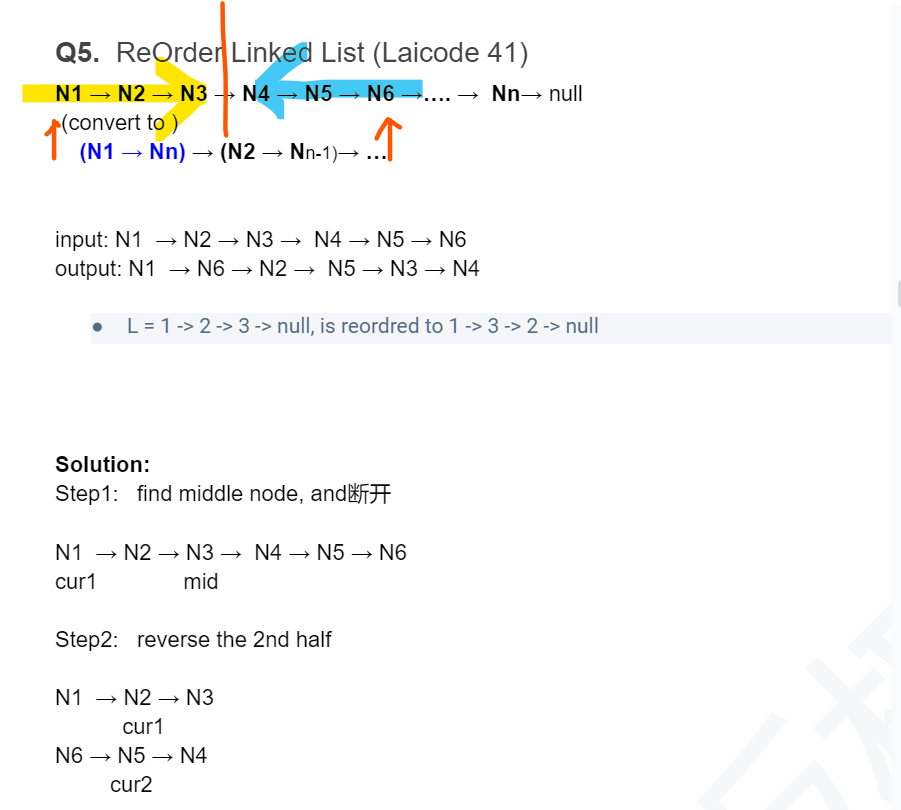 Q5. ReOrder Linked List (Laicode 41)
N1 → N2 → N3 → N4 → N5 → N6 →.... → Nn→ null
(convert to )
(N1 → Nn) → (N2 → Nn-1)→ ...
input: N1 → N2 → N3 → N4 → N5 → N6
output: N1 → N6 → N2 → N5 → N3 → N4
● L = 1 -> 2 -> 3 -> null, is reordred to 1 -> 3 -> 2 -> null
Solution:
Step1: find middle node, and断开
N1 → N2 → N3 → N4 → N5 → N6
cur1 mid
Step2: reverse the 2nd half
N1 → N2 → N3
cur1
N6 → N5 → N4
cur2